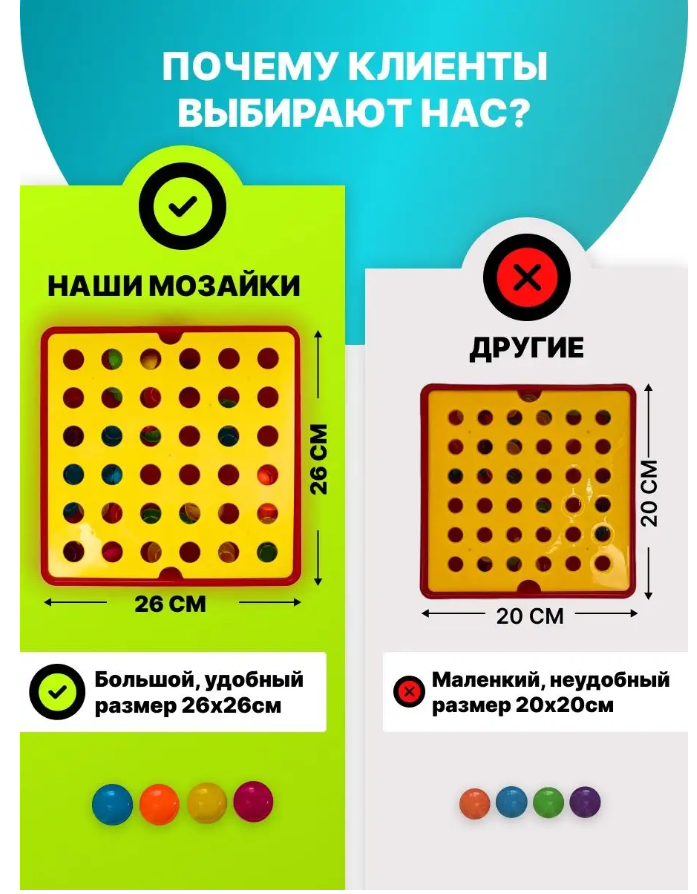 ПОЧЕМУ КЛИЕНТЫ
ВЫБИРАЮТ НАС?
НАШИ МОЗАЙКИ
26 СМ
26 СМ
Большой, удобный
размер 26х26см
ДРУГИЕ
20 СМ
20 СМ
Маленкий, неудобный
размер 20х20см